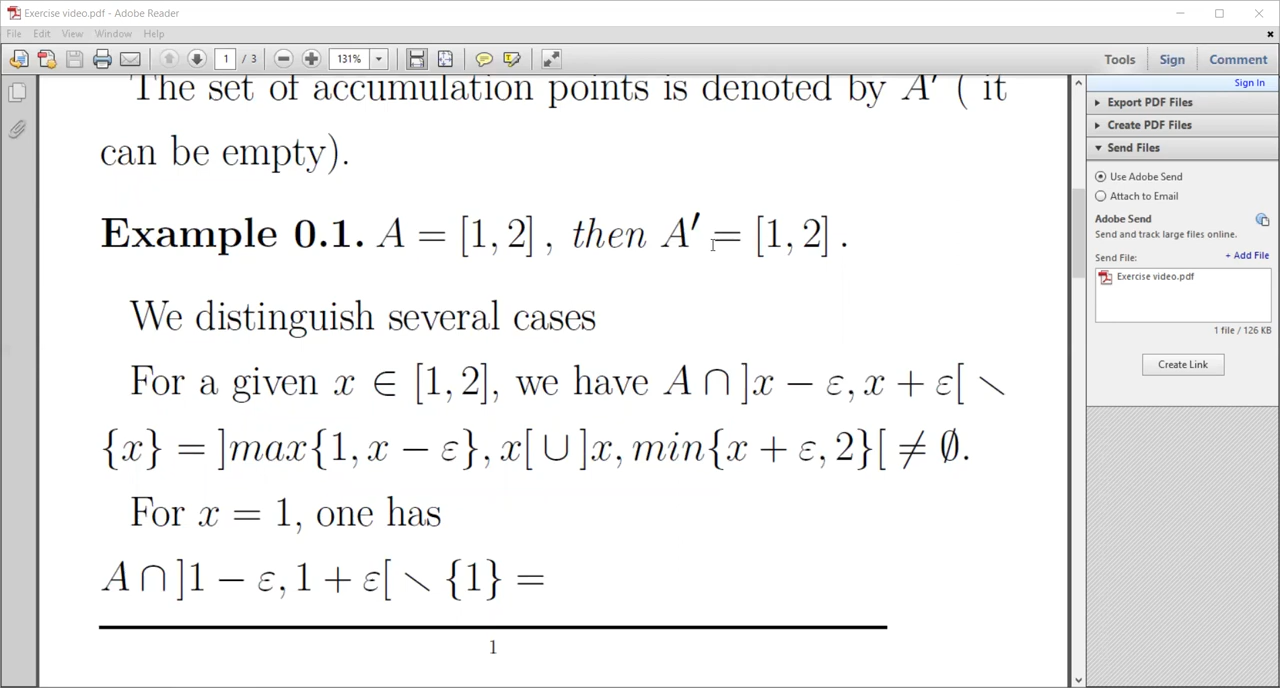 Exercise video.pdf - Adobe Reader
File Edit View Window Help
1 / 3 131% Tools Sign Comment
The set of accumulation points is denoted by A′ ( it
can be empty).
Example 0.1. A = [1, 2] , then A′ = [1, 2] .
We distinguish several cases
For a given x ∈ [1, 2], we have A ∩ ]x − ε, x + ε[ ∖
{x} = ]max{1, x − ε}, x[ ∪ ]x, min{x + ε, 2}[ ≠ ∅.
For x = 1, one has
A ∩ ]1 − ε, 1 + ε[ ∖ {1} =
1
Sign In
Export PDF Files
Create PDF Files
Send Files
Use Adobe Send
Attach to Email
Adobe Send
Send and track large files online.
Send File:
+ Add File
Exercise video.pdf
1 file / 126 KB
Create Link